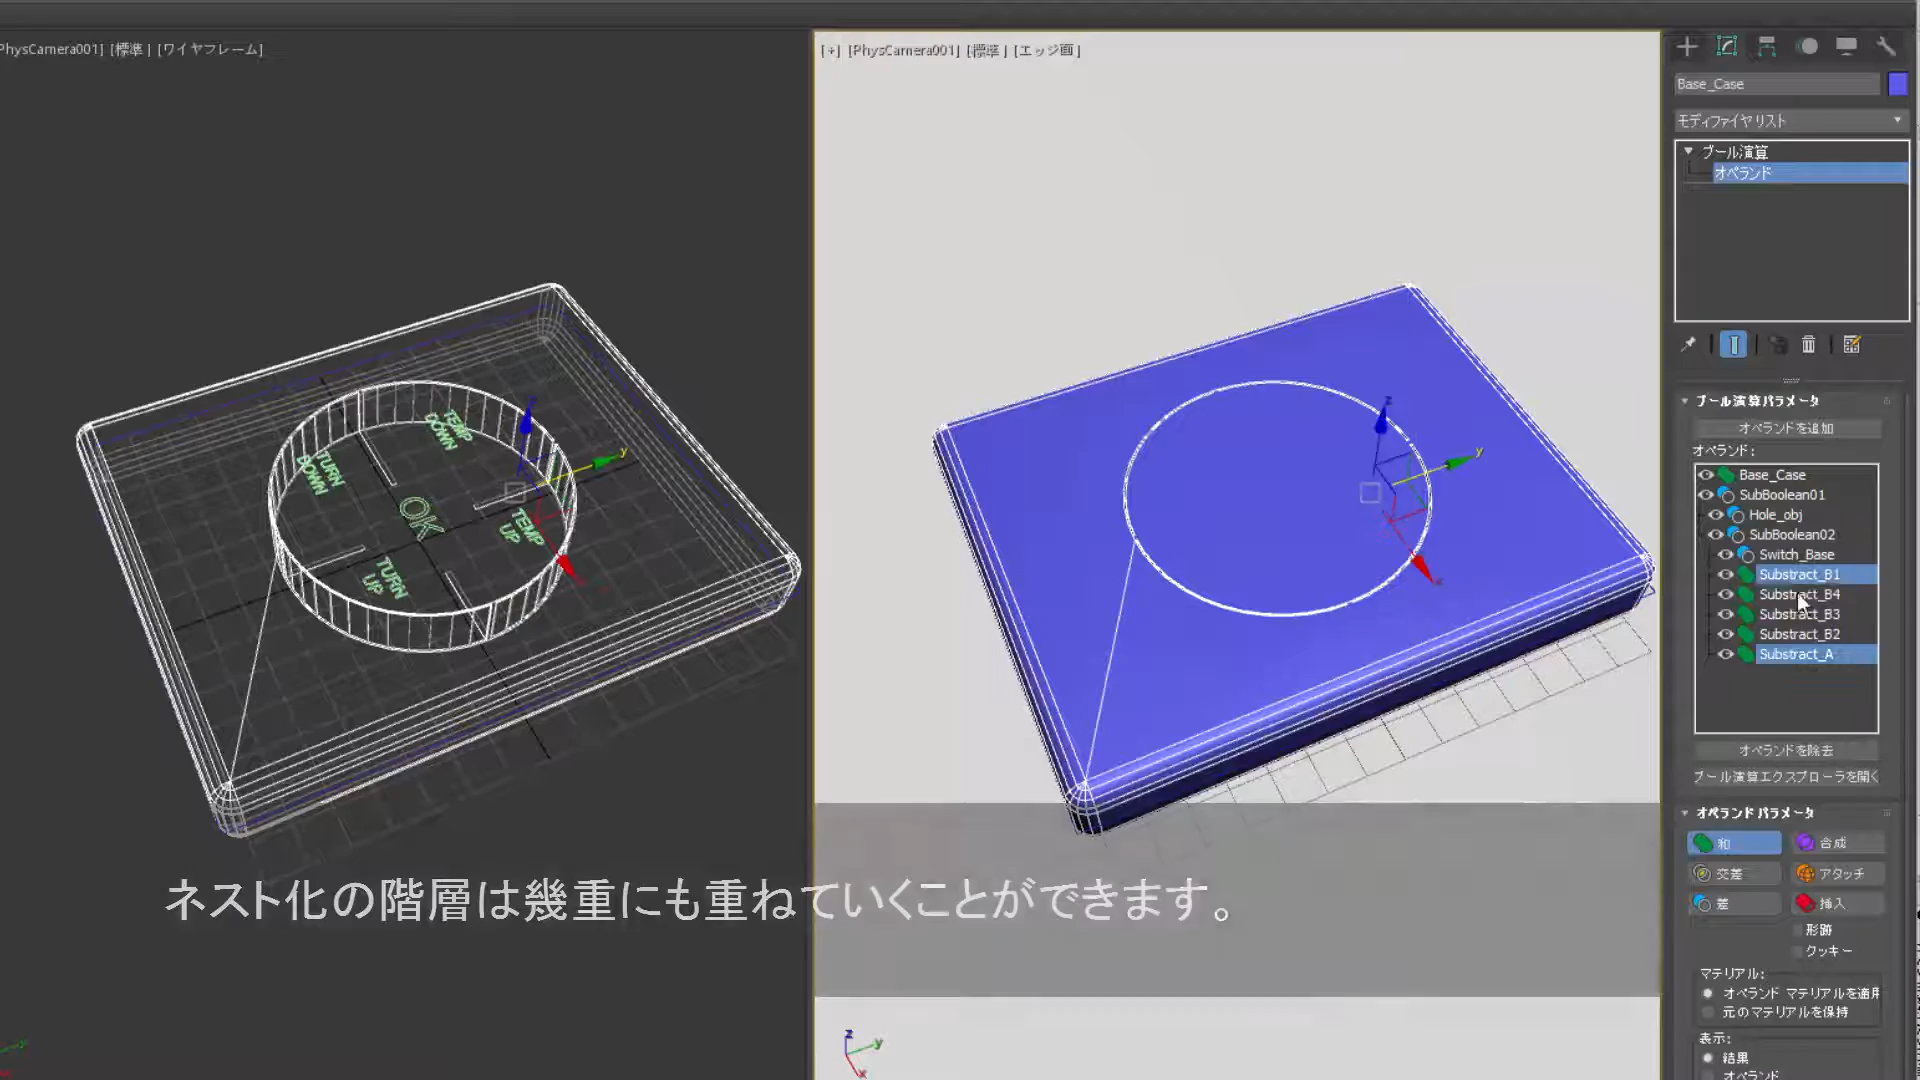 PhysCamera001] [標準 ] [ワイヤフレーム]
[+] [PhysCamera001] [標準 ] [エッジ面]
TEMP
DOWN
TURN
DOWN
OK
TEMP
UP
TURN
UP
ネスト化の階層は幾重にも重ねていくことができます。
Base_Case
モディファイヤ リスト
ブール演算
オペランド
ブール演算パラメータ
オペランドを追加
オペランド :
Base_Case
SubBoolean01
Hole_obj
SubBoolean02
Switch_Base
Substract_B1
Substract_B4
Substract_B3
Substract_B2
Substract_A
オペランドを除去
ブール演算エクスプローラを開く
オペランド パラメータ
和
合成
交差
アタッチ
差
挿入
形跡
クッキー
マテリアル:
オペランド マテリアルを適用
元のマテリアルを保持
表示:
結果
オペランド